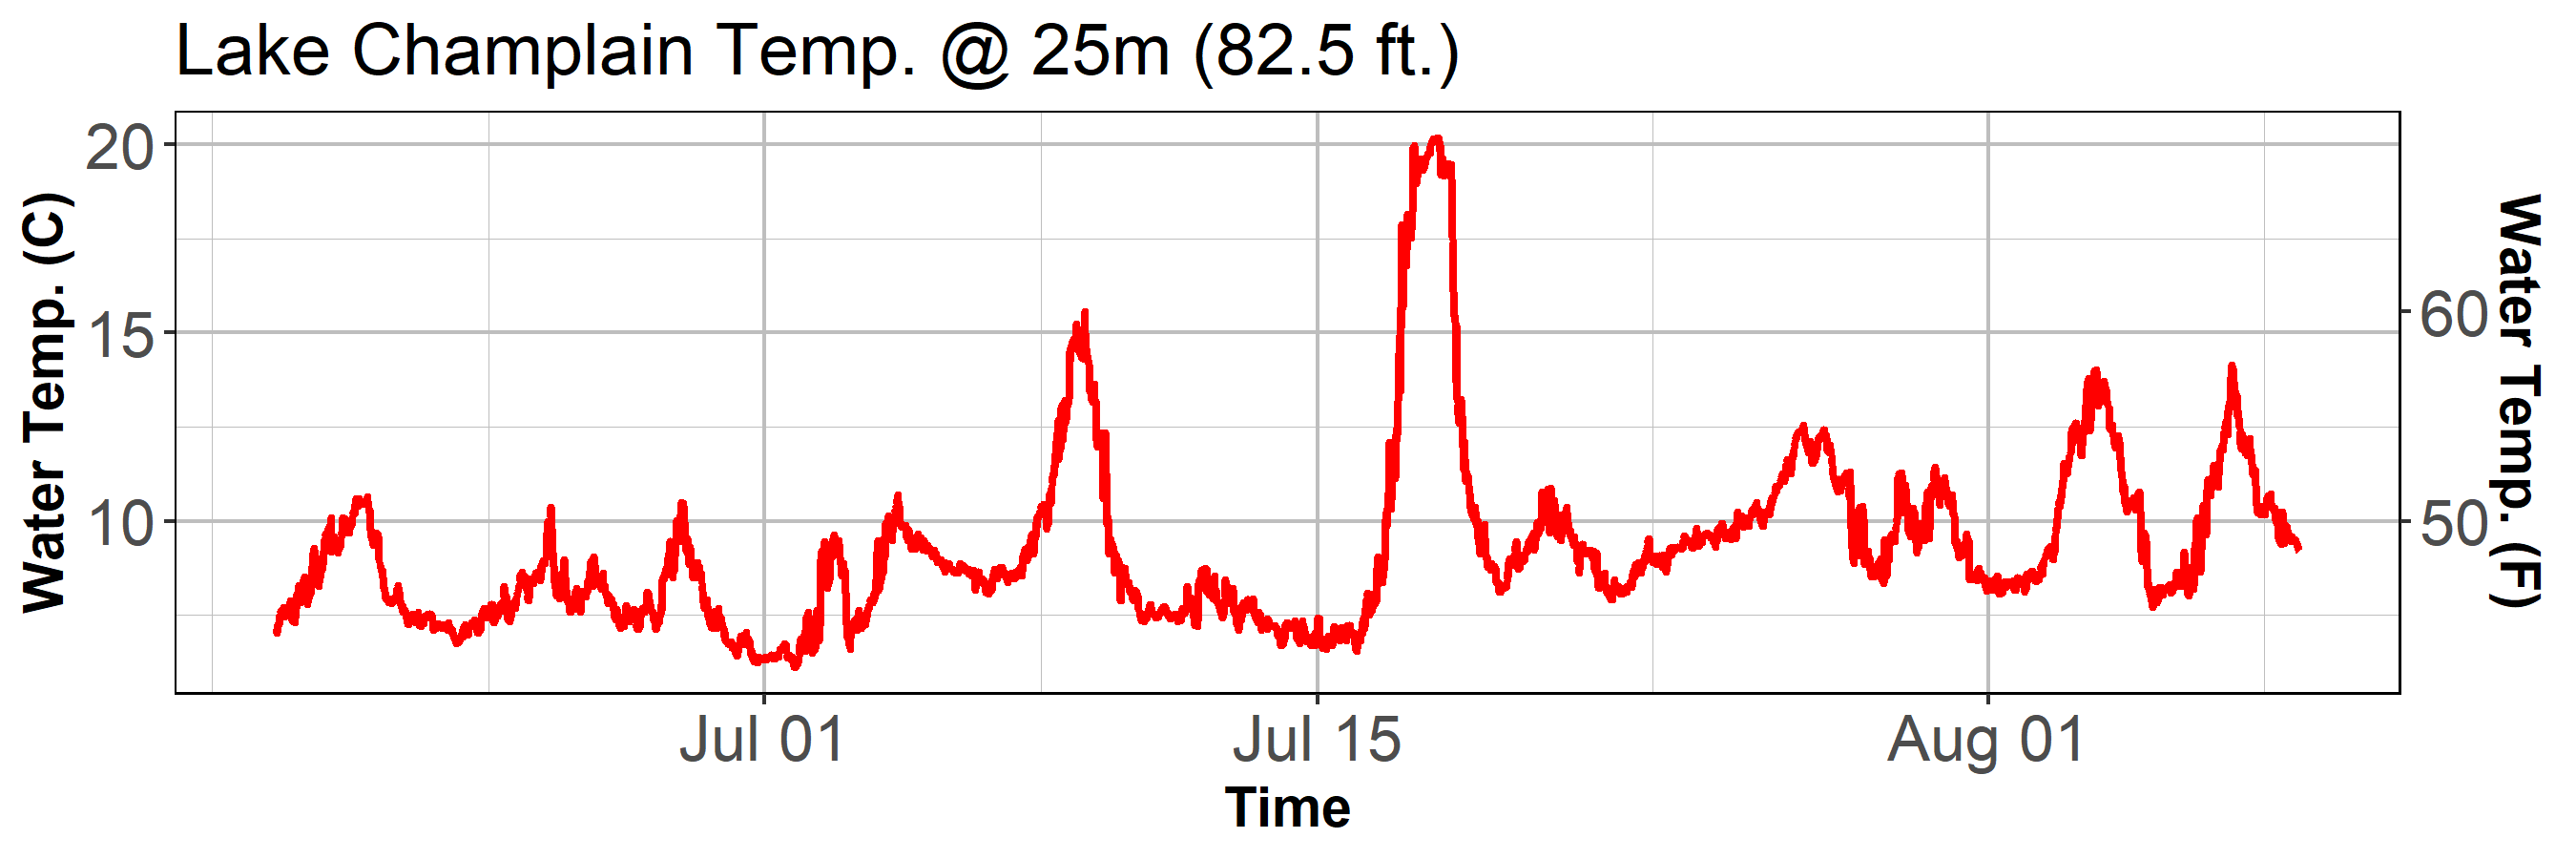 Lake Champlain Temp. @ 25m (82.5 ft.)
20
15
10
Water Temp. (C)
60
50
Water Temp. (F)
Jul 01 Jul 15 Aug 01
Time